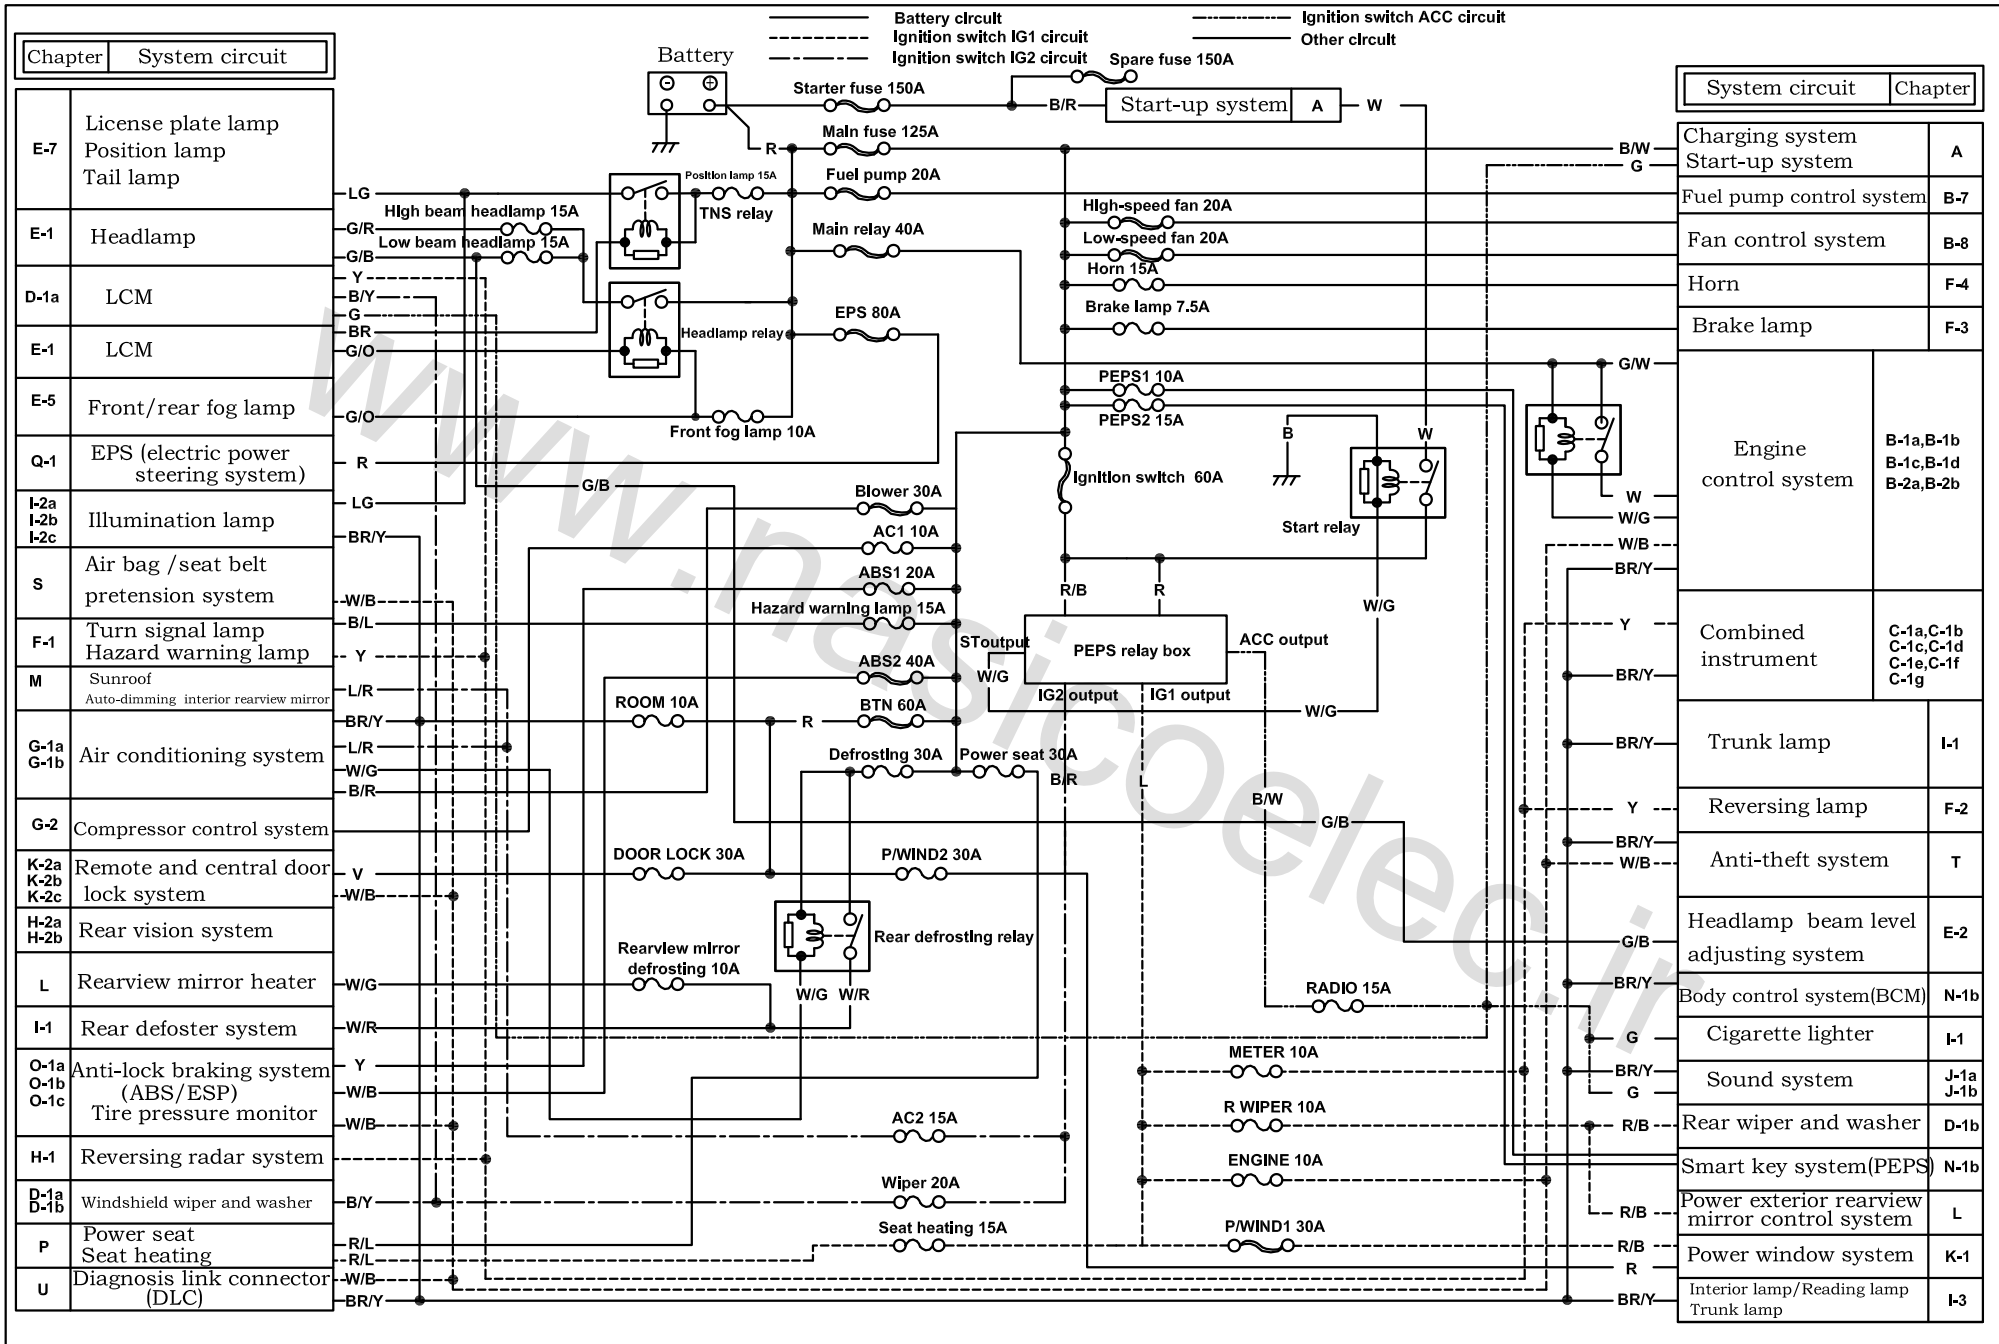 Battery circuit
Ignition switch IG1 circuit
Ignition switch IG2 circuit
Ignition switch ACC circuit
Other circuit
Chapter System circuit
E-7 License plate lamp
Position lamp
Tail lamp
LG
E-1 Headlamp
G/R
G/B
D-1a LCM
Y
B/Y
G
BR
E-1 LCM
G/O
E-5 Front/rear fog lamp
G/O
Q-1 EPS (electric power
steering system)
R
I-2a
I-2b
I-2c
Illumination lamp
LG
BR/Y
S Air bag /seat belt
pretension system
W/B
F-1 Turn signal lamp
Hazard warning lamp
B/L
Y
M Sunroof
Auto-dimming interior rearview mirror
L/R
G-1a
G-1b
Air conditioning system
BR/Y
L/R
W/G
B/R
G-2 Compressor control system
K-2a
K-2b
K-2c
Remote and central door
lock system
V
W/B
H-2a
H-2b
Rear vision system
L Rearview mirror heater
W/G
I-1 Rear defoster system
W/R
O-1a
O-1b
O-1c
Anti-lock braking system
(ABS/ESP)
Tire pressure monitor
Y
W/B
W/B
H-1 Reversing radar system
D-1a
D-1b
Windshield wiper and washer
B/Y
P Power seat
Seat heating
R/L
R/L
U Diagnosis link connector
(DLC)
W/B
BR/Y
Battery
Starter fuse 150A
Spare fuse 150A
B/R
Start-up system A
W
R
Main fuse 125A
Position lamp 15A
TNS relay
Fuel pump 20A
High beam headlamp 15A
Low beam headlamp 15A
Main relay 40A
Headlamp relay
EPS 80A
Front fog lamp 10A
High-speed fan 20A
Low-speed fan 20A
Horn 15A
Brake lamp 7.5A
PEPS1 10A
PEPS2 15A
Ignition switch 60A
B
W
Start relay
G/B
Blower 30A
AC1 10A
ABS1 20A
Hazard warning lamp 15A
ABS2 40A
ROOM 10A
R
BTN 60A
Defrosting 30A
Power seat 30A
R/B
R
W/G
SToutput
W/G
PEPS relay box
ACC output
IG2 output
IG1 output
W/G
B/R
L
B/W
G/B
DOOR LOCK 30A
P/WIND2 30A
Rear defrosting relay
Rearview mirror
defrosting 10A
W/G
W/R
RADIO 15A
METER 10A
AC2 15A
R WIPER 10A
ENGINE 10A
Wiper 20A
Seat heating 15A
P/WIND1 30A
System circuit Chapter
B/W
G
Charging system
Start-up system
A
Fuel pump control system B-7
Fan control system B-8
Horn F-4
Brake lamp F-3
G/W
W
W/G
W/B
BR/Y
Engine
control system
B-1a,B-1b
B-1c,B-1d
B-2a,B-2b
Y
BR/Y
Combined
instrument
C-1a,C-1b
C-1c,C-1d
C-1e,C-1f
C-1g
BR/Y
Trunk lamp I-1
Y
Reversing lamp F-2
BR/Y
W/B
Anti-theft system T
G/B
Headlamp beam level
adjusting system
E-2
BR/Y
Body control system(BCM) N-1b
G
Cigarette lighter I-1
BR/Y
G
Sound system
J-1a
J-1b
R/B
Rear wiper and washer D-1b
Smart key system(PEPS) N-1b
R/B
Power exterior rearview
mirror control system
L
R/B
R
Power window system K-1
BR/Y
Interior lamp/Reading lamp
Trunk lamp
I-3
www.nasicoelec.ir